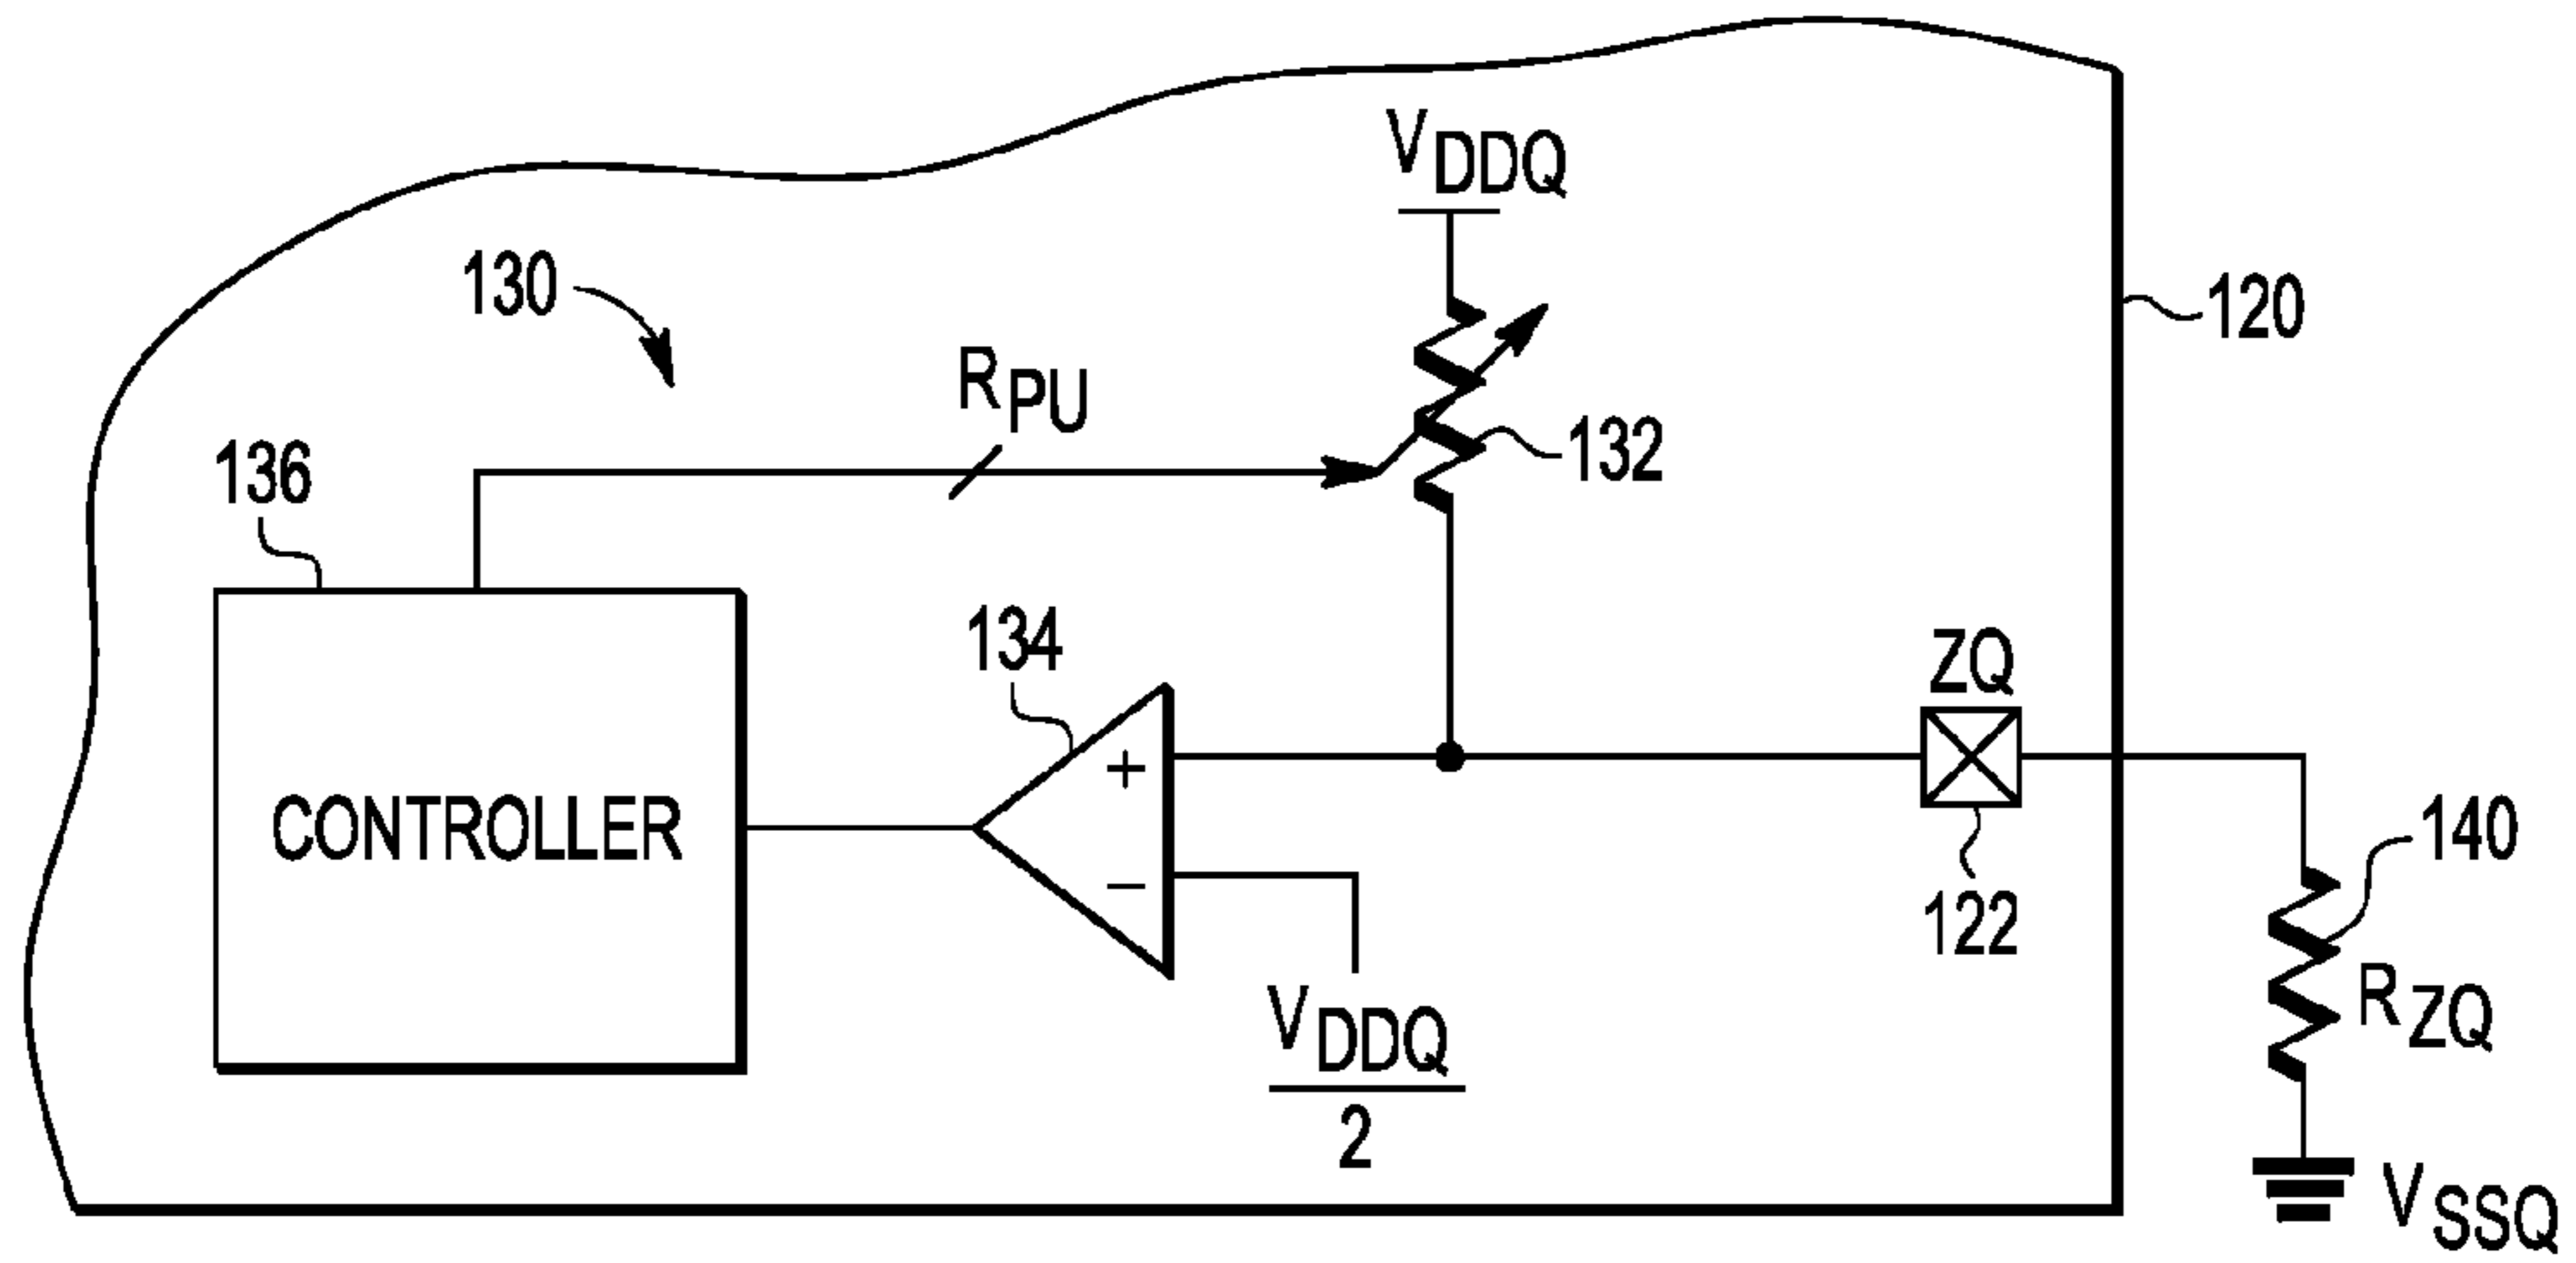 VDDQ
130
120
RPU
132
136
134
ZQ
+
CONTROLLER
140
−
122
RZQ
VDDQ
2
VSSQ